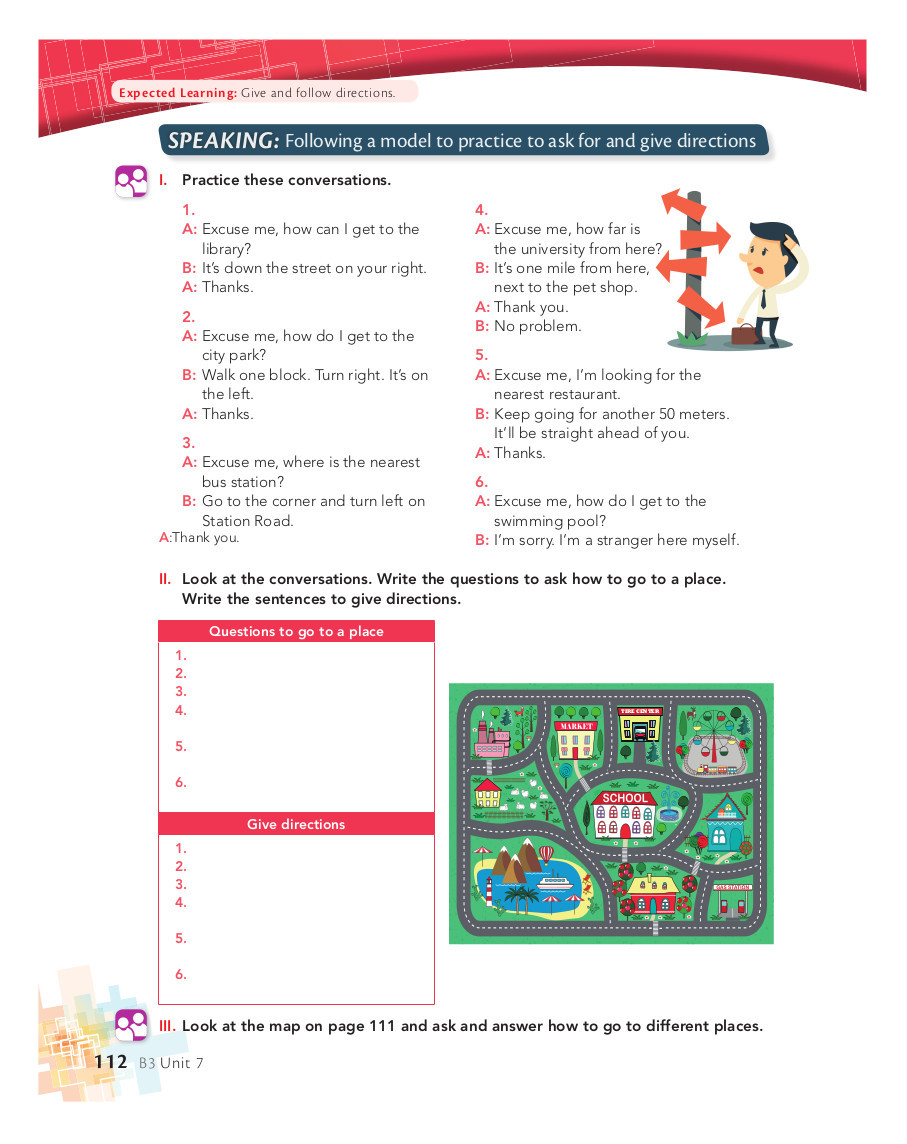 Expected Learning: Give and follow directions.
SPEAKING: Following a model to practice to ask for and give directions
I. Practice these conversations.
1.
A: Excuse me, how can I get to the
library?
B: It’s down the street on your right.
A: Thanks.
2.
A: Excuse me, how do I get to the
city park?
B: Walk one block. Turn right. It’s on
the left.
A: Thanks.
3.
A: Excuse me, where is the nearest
bus station?
B: Go to the corner and turn left on
Station Road.
A:Thank you.
4.
A: Excuse me, how far is
the university from here?
B: It’s one mile from here,
next to the pet shop.
A: Thank you.
B: No problem.
5.
A: Excuse me, I’m looking for the
nearest restaurant.
B: Keep going for another 50 meters.
It’ll be straight ahead of you.
A: Thanks.
6.
A: Excuse me, how do I get to the
swimming pool?
B: I’m sorry. I’m a stranger here myself.
II. Look at the conversations. Write the questions to ask how to go to a place.
Write the sentences to give directions.
Questions to go to a place
1.
2.
3.
4.
5.
6.
Give directions
1.
2.
3.
4.
5.
6.
MARKET
TIRE CENTER
SCHOOL
GAS STATION
III. Look at the map on page 111 and ask and answer how to go to different places.
112 B3 Unit 7